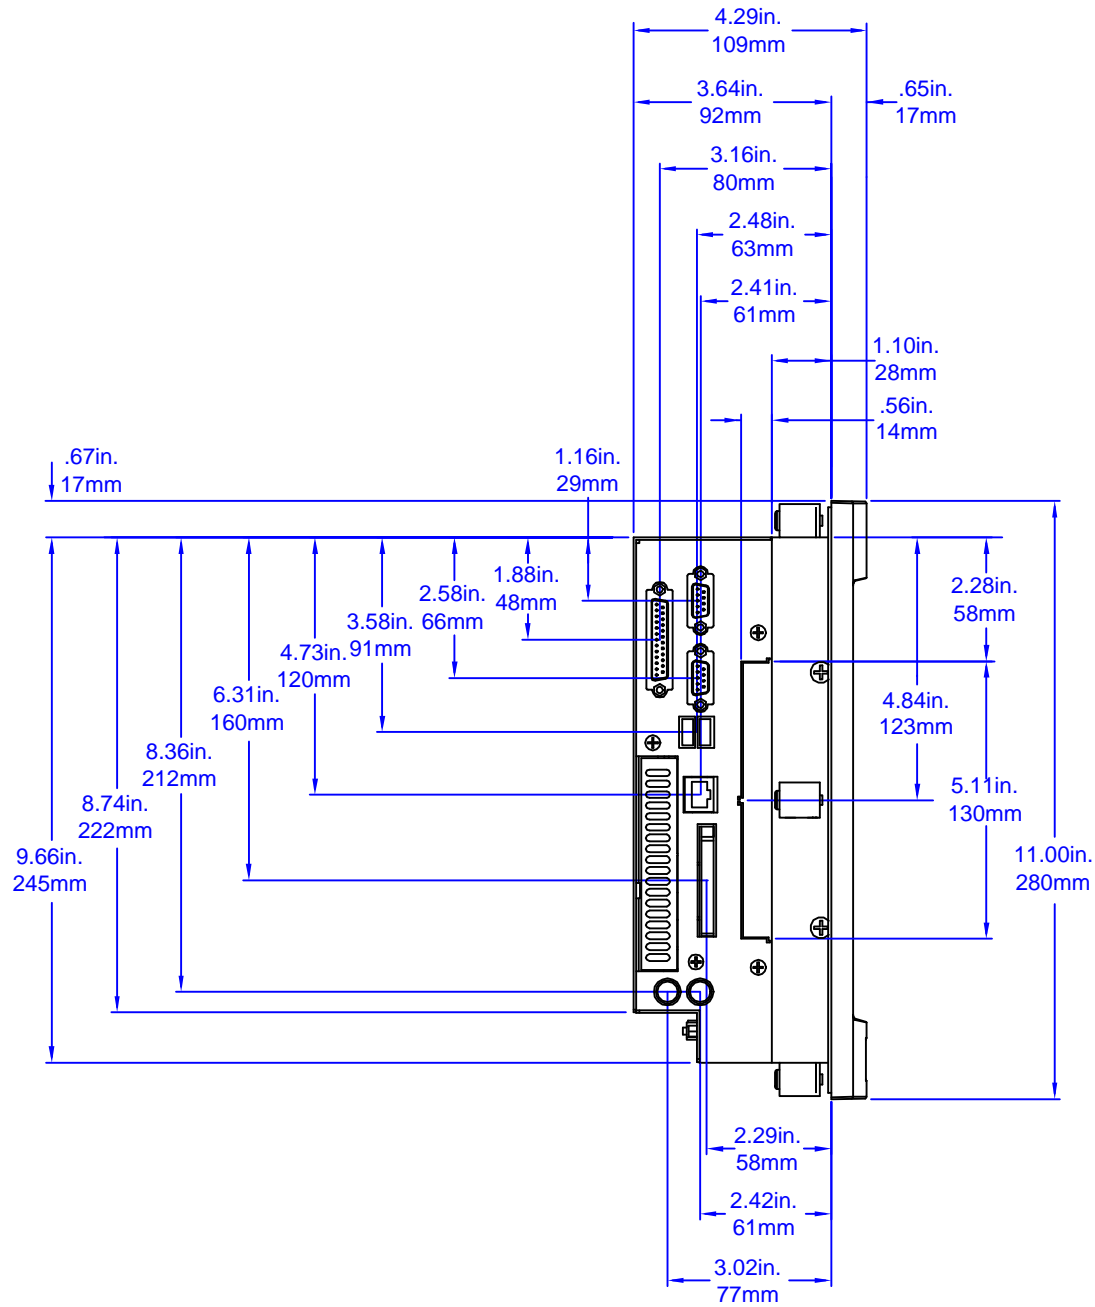 4.29in.
109mm
3.64in.
92mm
.65in.
17mm
3.16in.
80mm
2.48in.
63mm
2.41in.
61mm
1.10in.
28mm
.56in.
14mm
.67in.
17mm
1.16in.
29mm
1.88in.
48mm
2.58in.
66mm
3.58in.
91mm
4.73in.
120mm
6.31in.
160mm
8.36in.
212mm
8.74in.
222mm
9.66in.
245mm
2.28in.
58mm
4.84in.
123mm
5.11in.
130mm
11.00in.
280mm
2.29in.
58mm
2.42in.
61mm
3.02in.
77mm